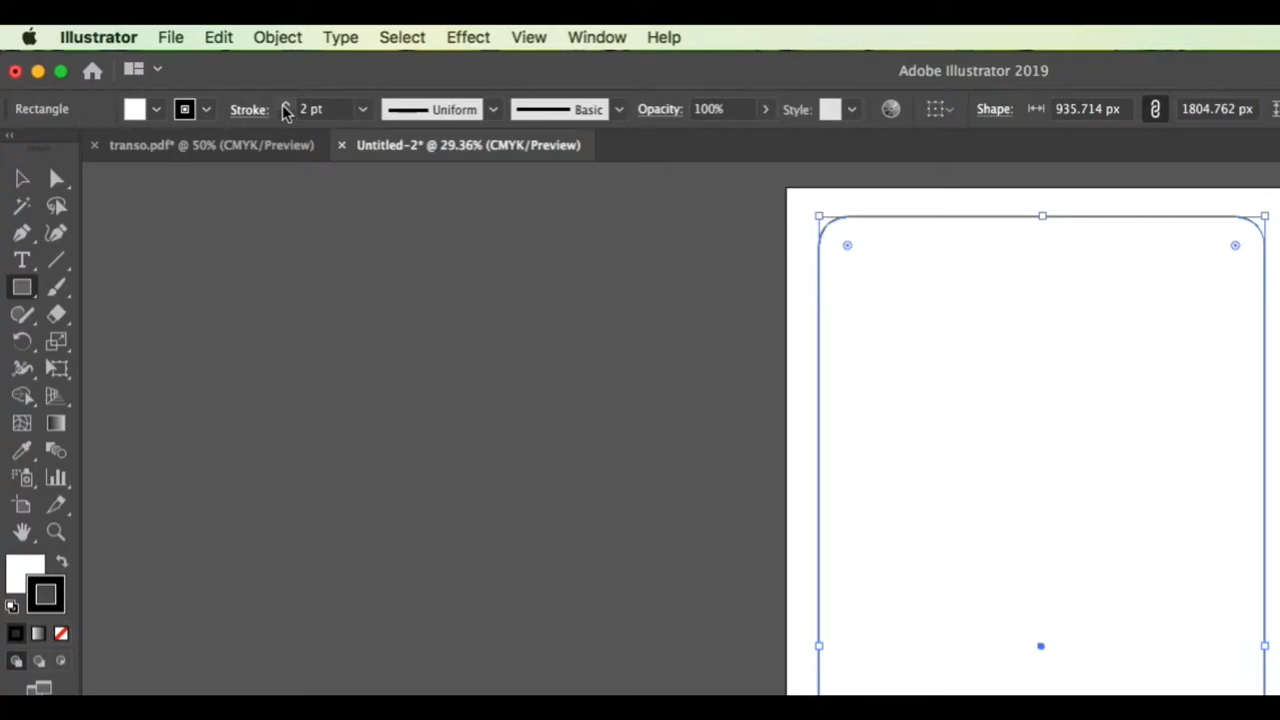 Illustrator File Edit Object Type Select Effect View Window Help
Adobe Illustrator 2019
Rectangle Stroke: 2 pt Uniform Basic Opacity: 100% Style: Shape: 935.714 px 1804.762 px
transo.pdf* @ 50% (CMYK/Preview) Untitled-2* @ 29.36% (CMYK/Preview)